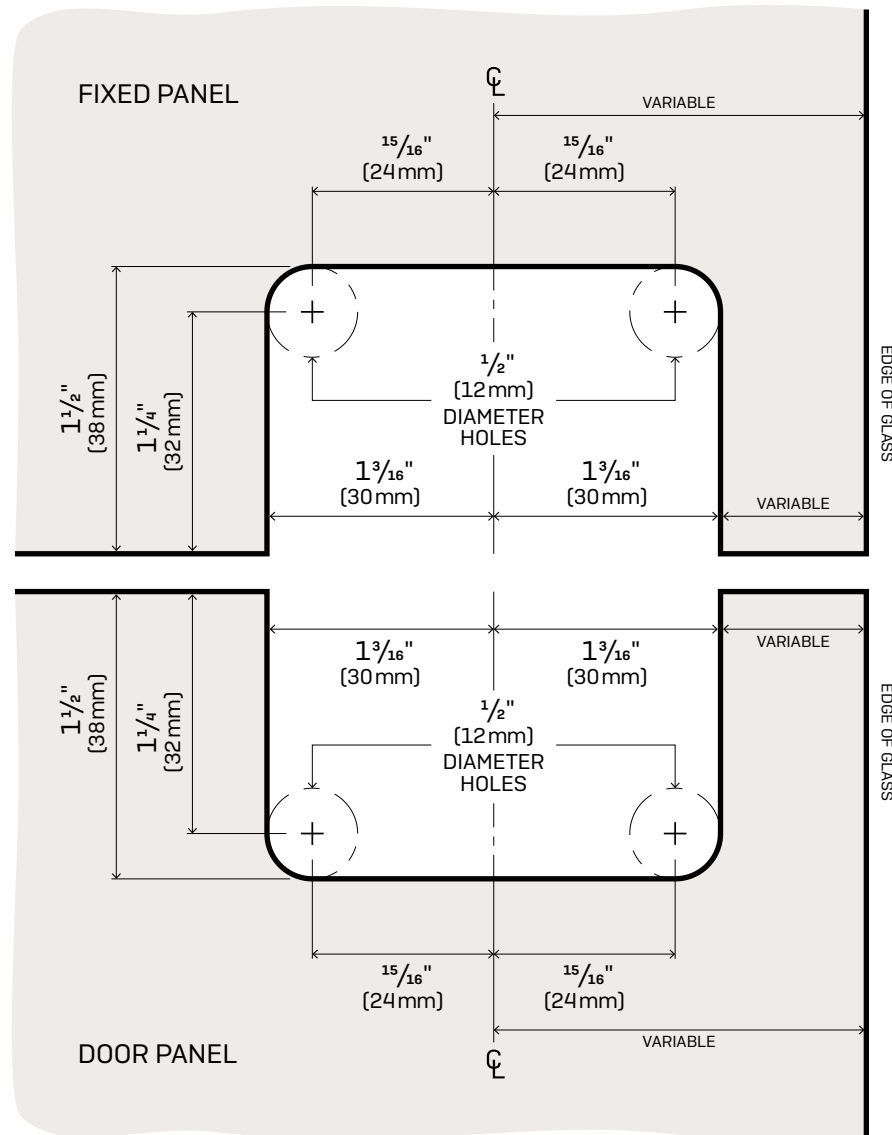 ℄
FIXED PANEL
VARIABLE
15/16" 15/16"
(24mm) (24mm)
1 1/2"
(38mm)
1 1/4"
(32mm)
1/2"
(12mm)
DIAMETER
HOLES
EDGE OF GLASS
1 3/16" 1 3/16"
(30mm) (30mm)
VARIABLE
VARIABLE
1 3/16" 1 3/16"
(30mm) (30mm)
1 1/2"
(38mm)
1 1/4"
(32mm)
1/2"
(12mm)
DIAMETER
HOLES
EDGE OF GLASS
15/16" 15/16"
(24mm) (24mm)
VARIABLE
DOOR PANEL
℄